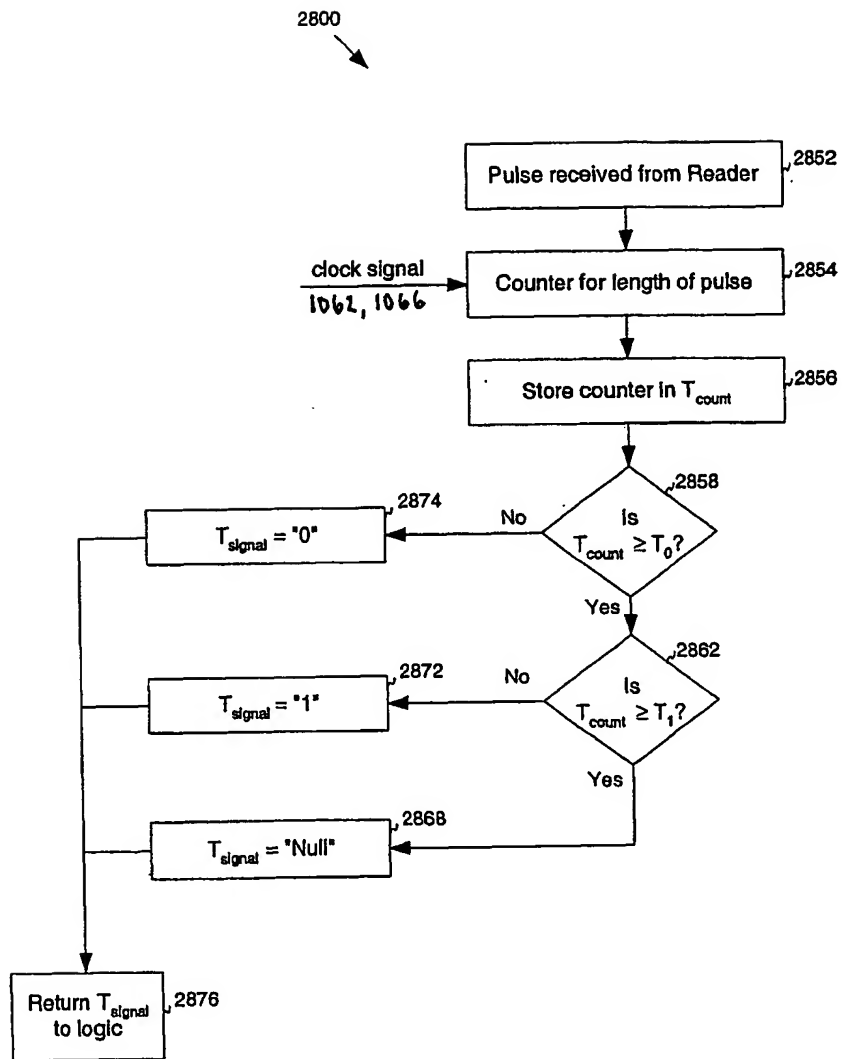 2800
Pulse received from Reader
2852
clock signal
1062, 1066
Counter for length of pulse
2854
Store counter in T_count
2856
2858
Is
T_count ≥ T_0?
No
Yes
2874
T_signal = "0"
2862
Is
T_count ≥ T_1?
No
Yes
2872
T_signal = "1"
2868
T_signal = "Null"
Return T_signal
to logic
2876